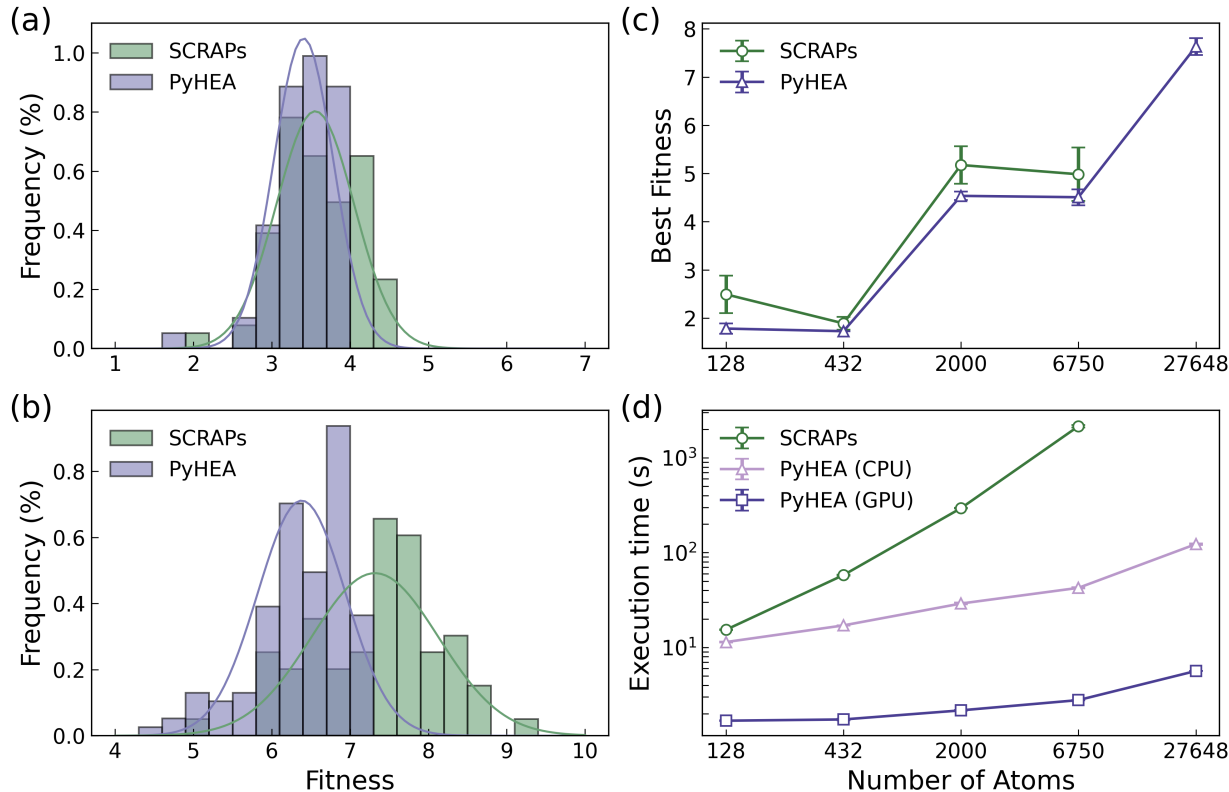 (a)
SCRAPs
PyHEA
Frequency (%)
1.0
0.8
0.6
0.4
0.2
0.0
1 2 3 4 5 6 7
(b)
SCRAPs
PyHEA
Frequency (%)
0.8
0.6
0.4
0.2
0.0
4 5 6 7 8 9 10
Fitness
(c)
SCRAPs
PyHEA
Best Fitness
8
7
6
5
4
3
2
128 432 2000 6750 27648
(d)
SCRAPs
PyHEA (CPU)
PyHEA (GPU)
Execution time (s)
10³
10²
10¹
128 432 2000 6750 27648
Number of Atoms